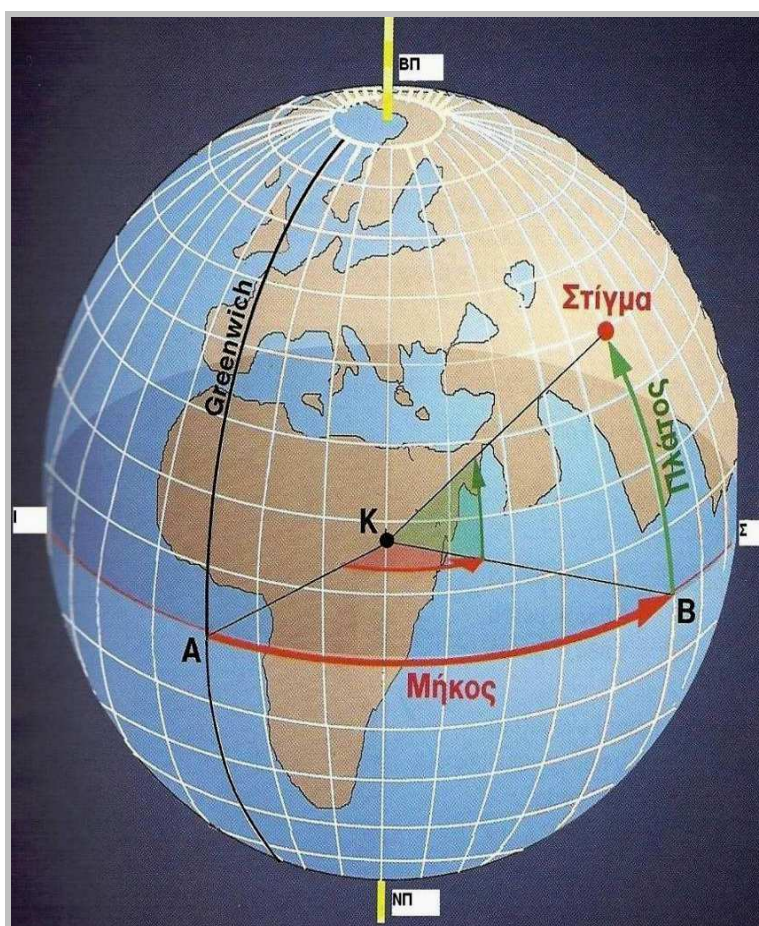 ΒΠ
Greenwich
Στίγμα
Πλάτος
Κ
Ι
Σ
Α
Β
Μήκος
ΝΠ